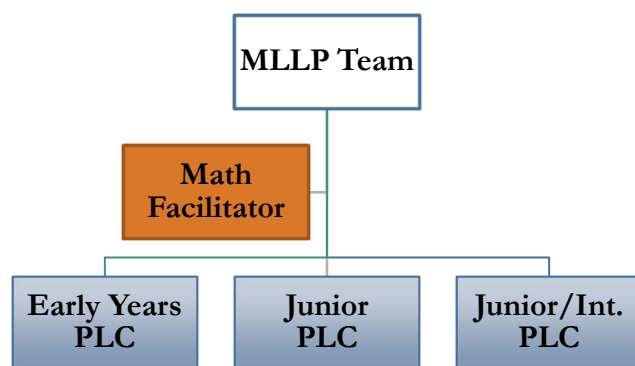 MLLP Team
Math
Facilitator
Early Years
PLC
Junior
PLC
Junior/Int.
PLC